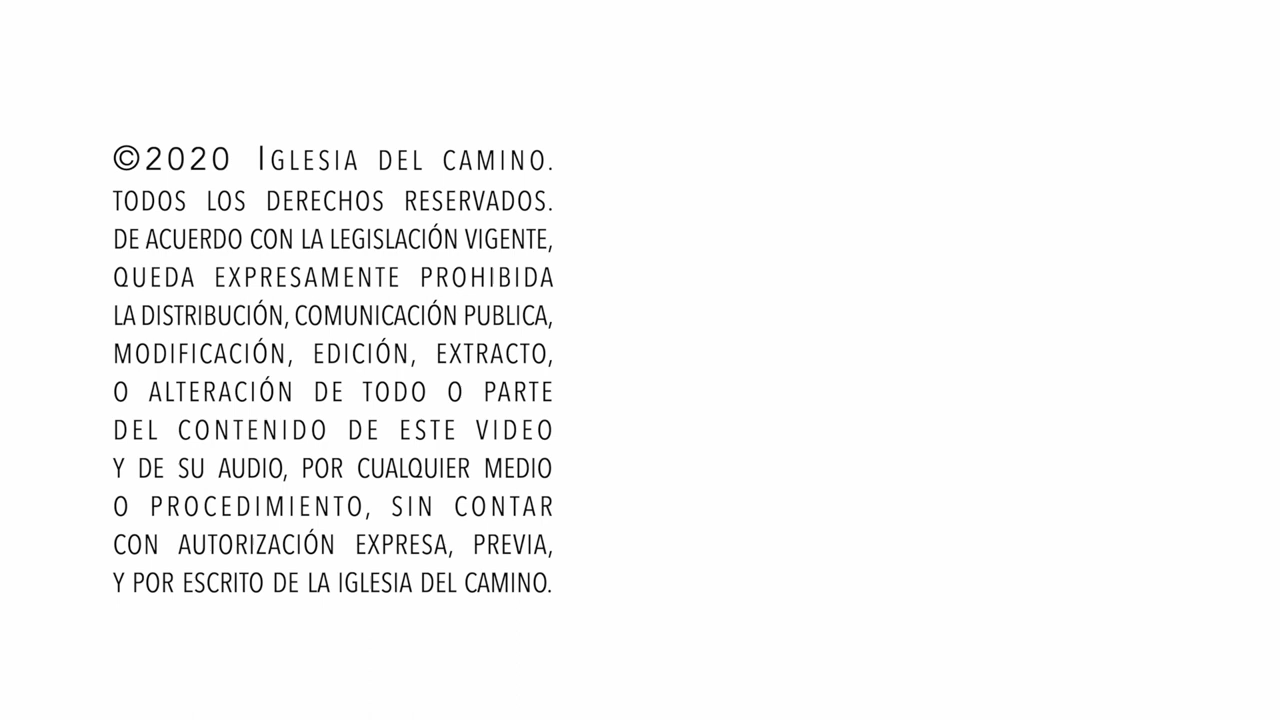 ©2020 IGLESIA DEL CAMINO.
TODOS LOS DERECHOS RESERVADOS.
DE ACUERDO CON LA LEGISLACIÓN VIGENTE,
QUEDA EXPRESAMENTE PROHIBIDA
LA DISTRIBUCIÓN, COMUNICACIÓN PUBLICA,
MODIFICACIÓN, EDICIÓN, EXTRACTO,
O ALTERACIÓN DE TODO O PARTE
DEL CONTENIDO DE ESTE VIDEO
Y DE SU AUDIO, POR CUALQUIER MEDIO
O PROCEDIMIENTO, SIN CONTAR
CON AUTORIZACIÓN EXPRESA, PREVIA,
Y POR ESCRITO DE LA IGLESIA DEL CAMINO.